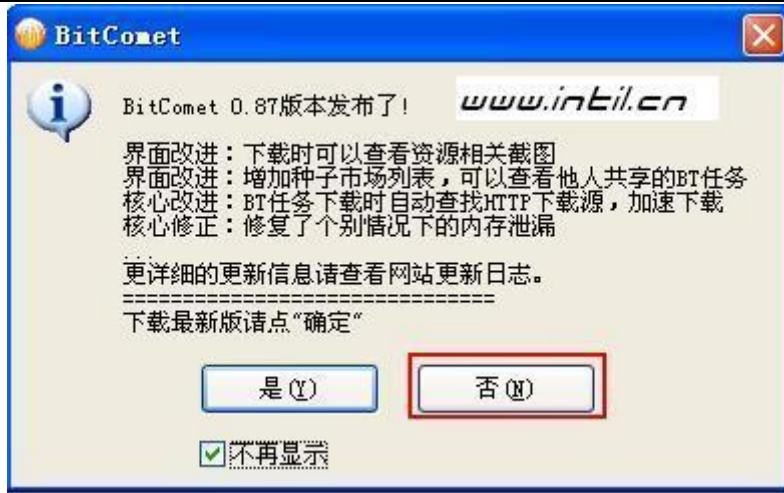 BitComet
BitComet 0.87版本发布了!
www.intil.cn
界面改进：下载时可以查看资源相关截图
界面改进：增加种子市场列表，可以查看他人共享的BT任务
核心改进：BT任务下载时自动查找HTTP下载源，加速下载
核心修正：修复了个别情况下的内存泄漏
...
更详细的更新信息请查看网站更新日志。
===============================
下载最新版请点"确定"
是(Y)
否(N)
不再显示